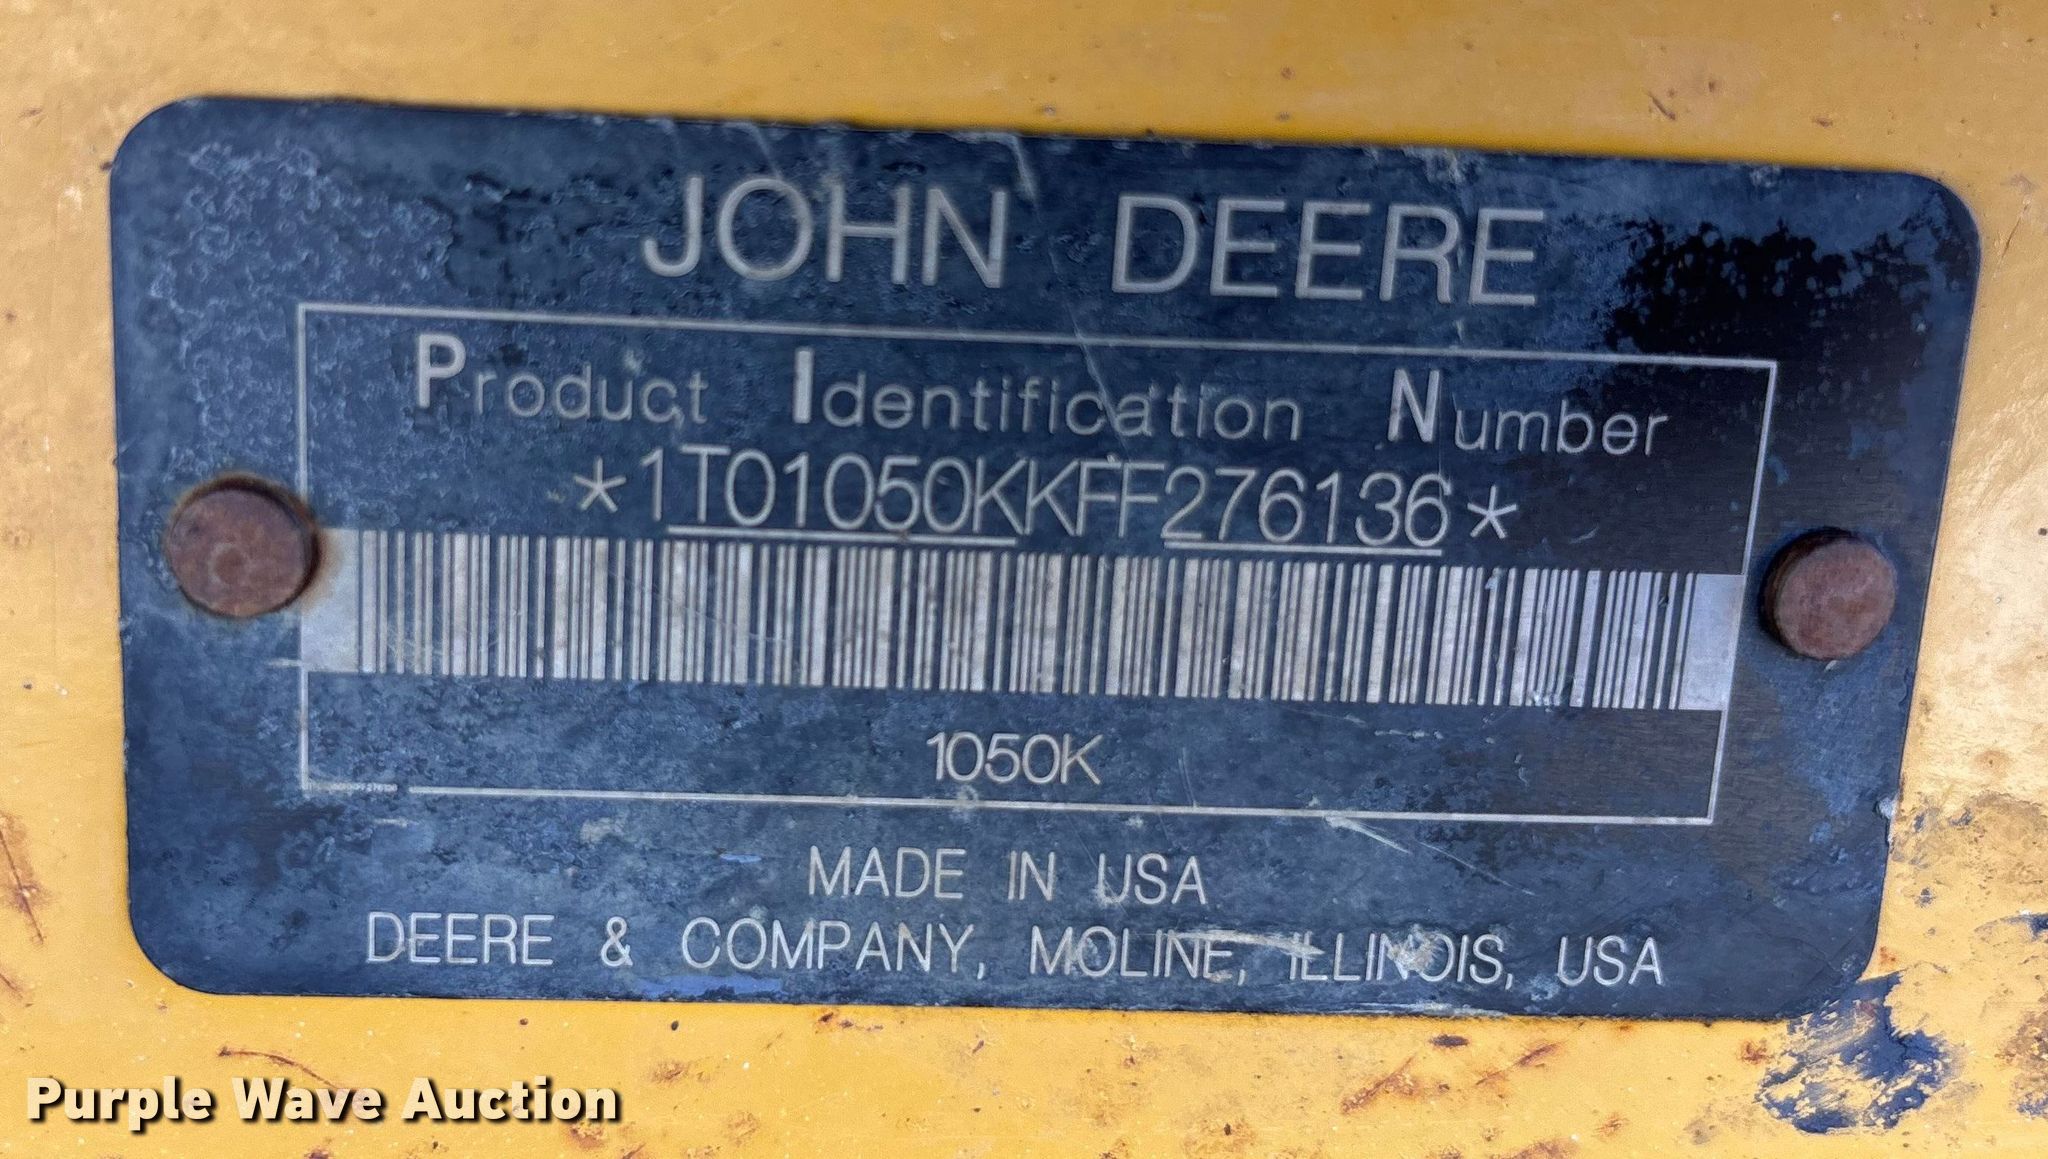 JOHN DEERE
Product Identification Number
*1T01050KKFF276136*
1050K
MADE IN USA
DEERE & COMPANY, MOLINE, ILLINOIS, USA
Purple Wave Auction